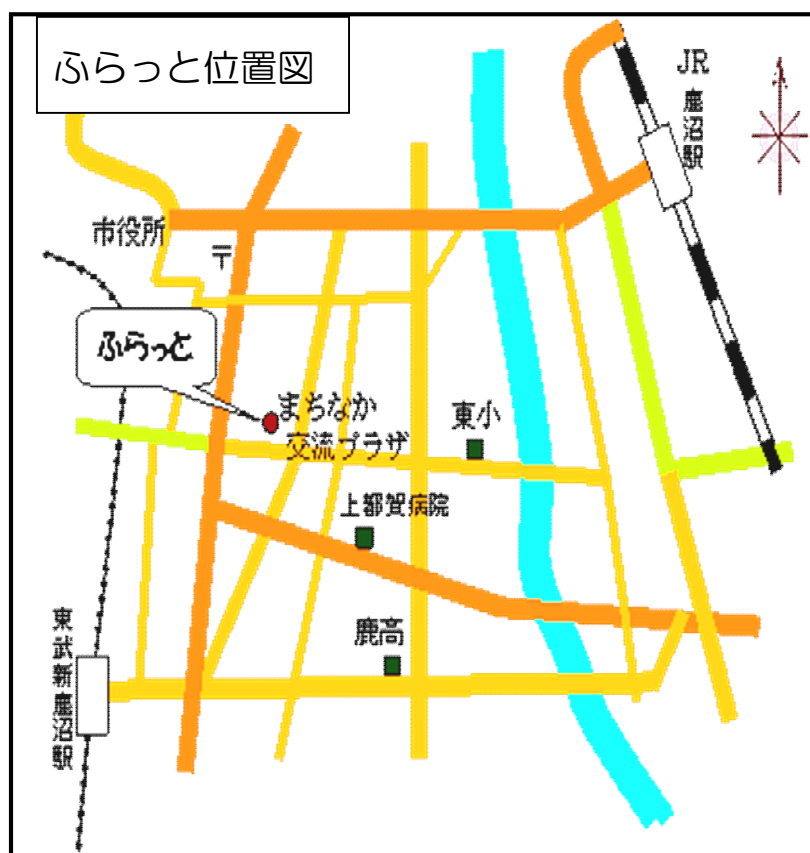 ふらっと位置図
JR
鹿沼駅
市役所
〒
ふらっと
まちなか
交流プラザ
東小
上都賀病院
鹿高
東武新鹿沼駅